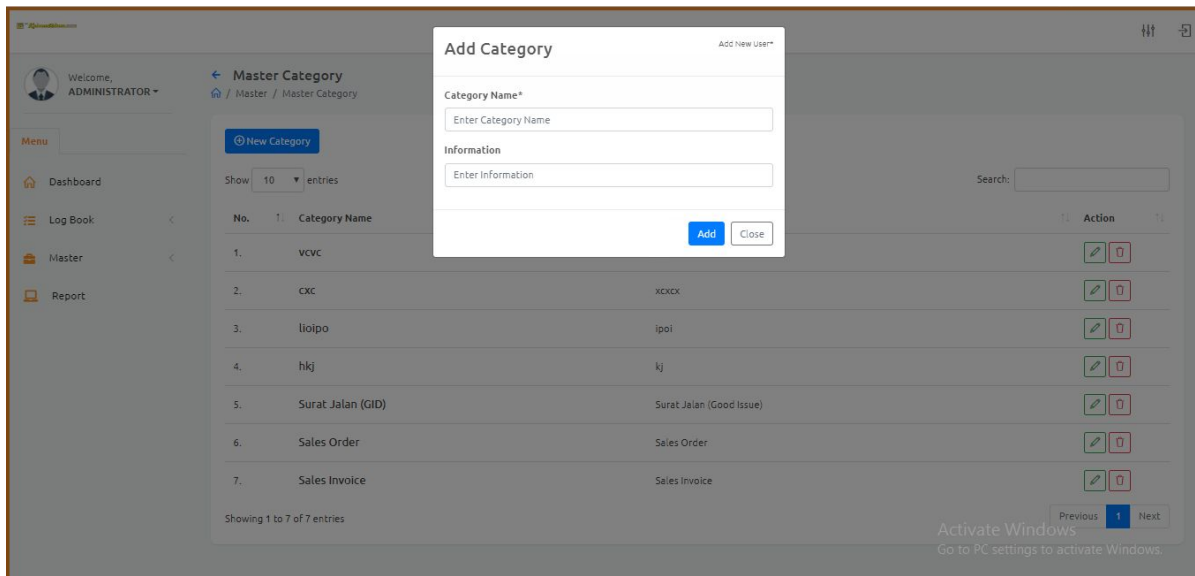 Add Category
Add New User*
Category Name*
Enter Category Name
Information
Enter Information
Add
Close
Welcome,
ADMINISTRATOR
Menu
Dashboard
Log Book
Master
Report
Master Category
/ Master / Master Category
New Category
Show 10 entries
Search:
No. Category Name Action
1. vcvc
2. cxc xcxcx
3. lioipo ipoi
4. hkj kj
5. Surat Jalan (GID) Surat Jalan (Good Issue)
6. Sales Order Sales Order
7. Sales Invoice Sales Invoice
Showing 1 to 7 of 7 entries
Previous 1 Next
Activate Windows
Go to PC settings to activate Windows.